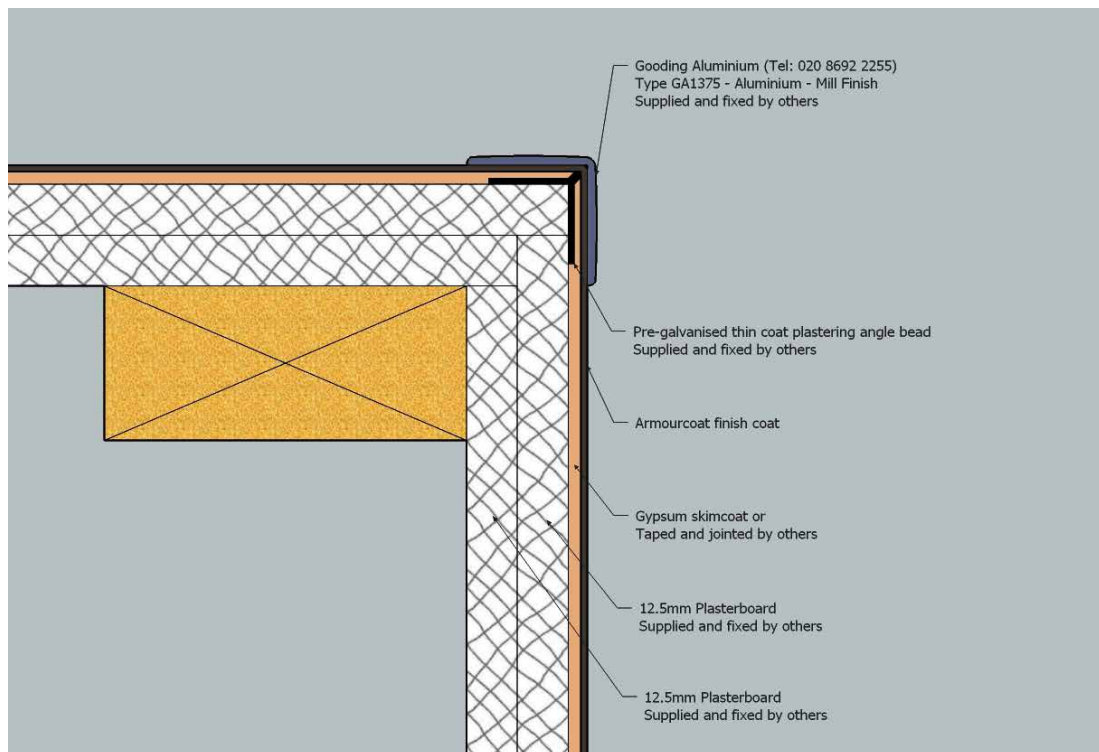 Gooding Aluminium (Tel: 020 8692 2255)
Type GA1375 - Aluminium - Mill Finish
Supplied and fixed by others
Pre-galvanised thin coat plastering angle bead
Supplied and fixed by others
Armourcoat finish coat
Gypsum skimcoat or
Taped and jointed by others
12.5mm Plasterboard
Supplied and fixed by others
12.5mm Plasterboard
Supplied and fixed by others